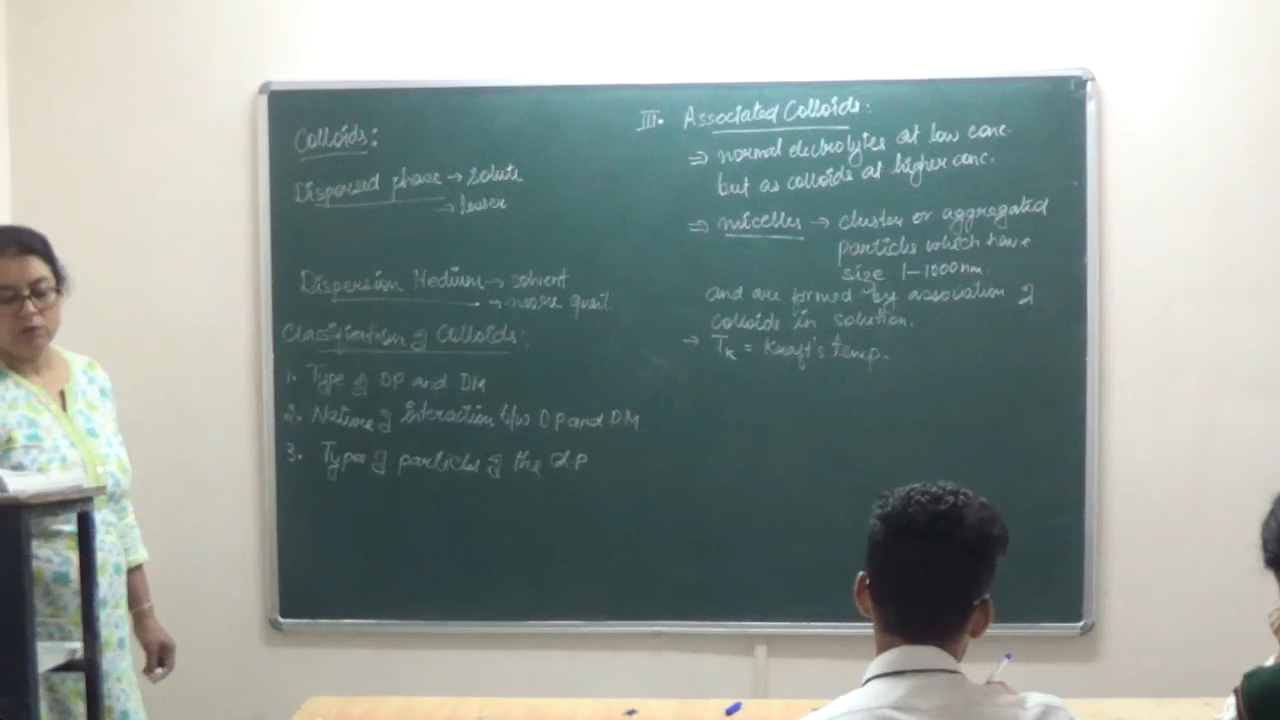 Colloids:
Dispersed phase → Solute
→ lesser
Dispersion Medium → solvent
→ more quant.
Classification of Colloids:
1. Type of DP and DM
2. Nature of interaction b/w DP and DM
3. Type of particles of the d.P
III. Associated Colloids:
⇒ normal electrolytes at low conc.
but as colloids at higher conc.
⇒ micelles → cluster or aggregated
particles which have
size 1–1000nm
and are formed by association of
colloids in solution.
→ Tk = Kraft's temp.